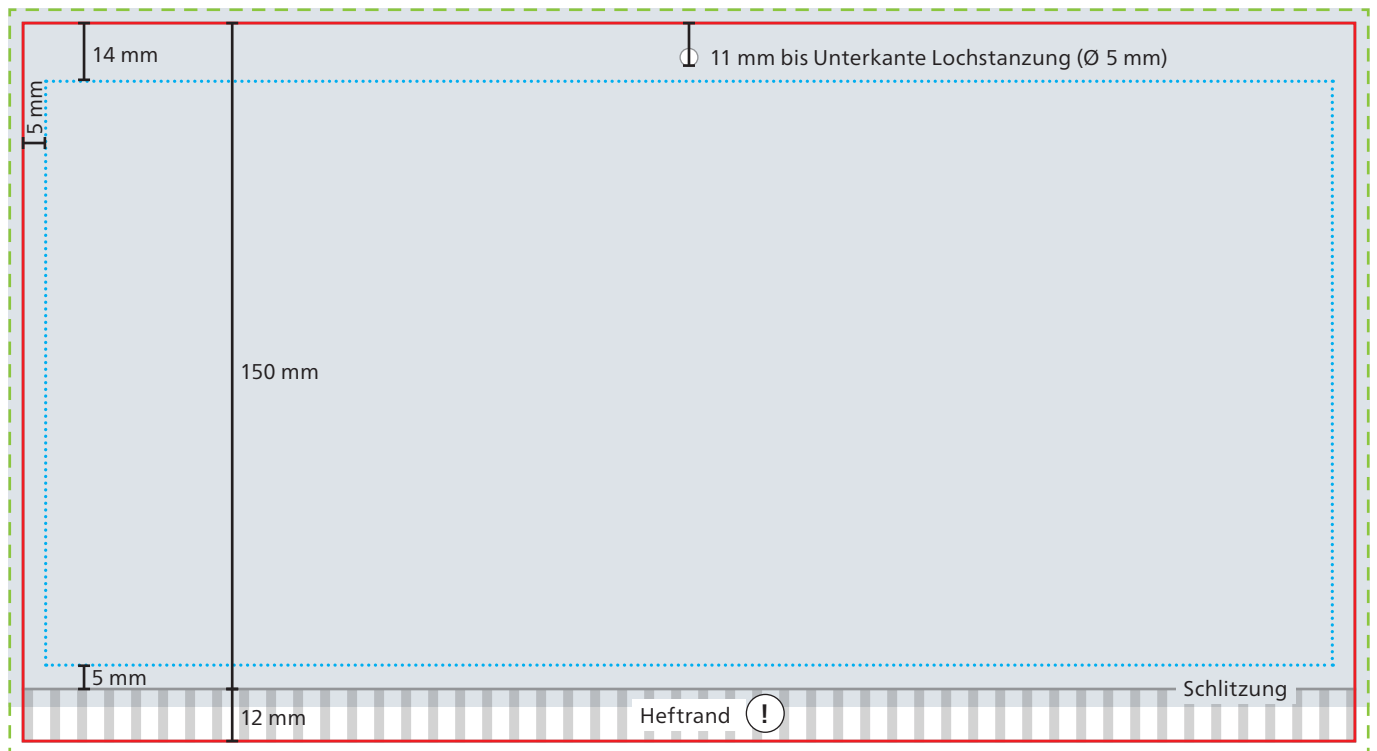 14 mm
11 mm bis Unterkante Lochstanzung (Ø 5 mm)
5 mm
150 mm
5 mm
Schlitzung
12 mm
Heftrand !